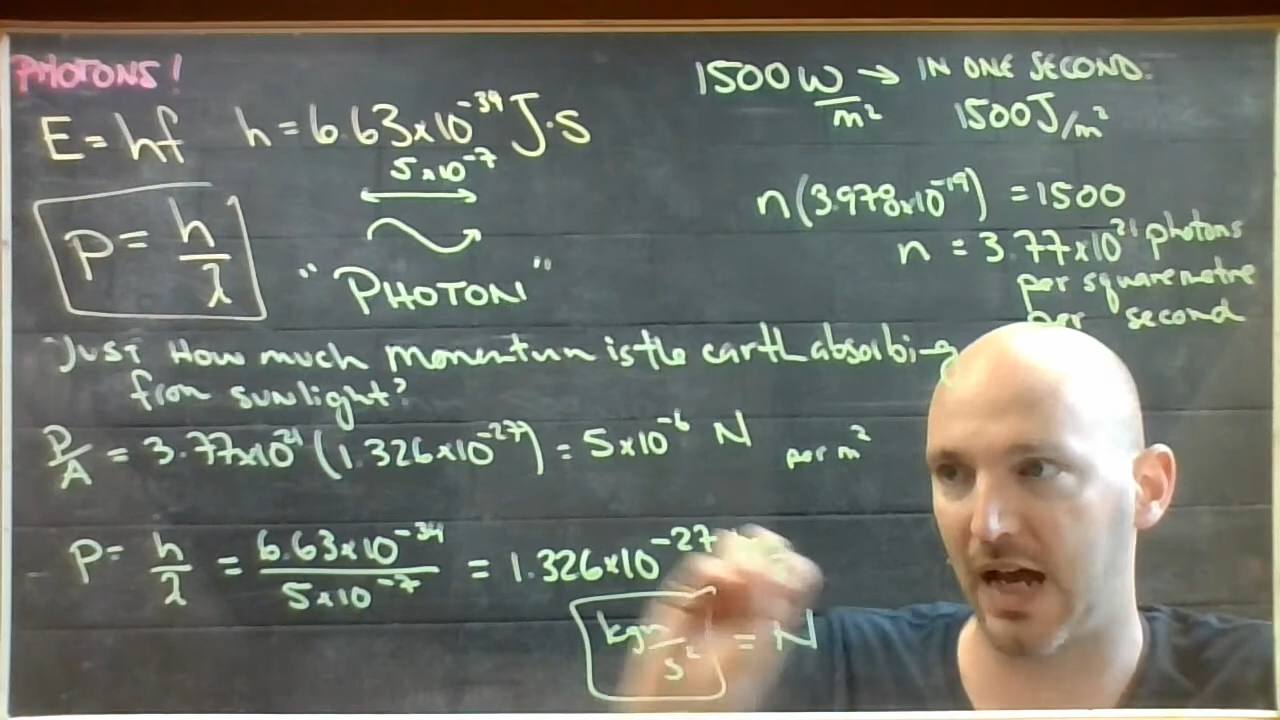 PHOTONS!
E = hf h = 6.63x10^-34 J·s
5x10^-7
P = h/λ
"PHOTON"
1500 W/m² → IN ONE SECOND:
1500J/m²
n(3.978x10^-19) = 1500
n = 3.77x10^21 photons
per square metre
per second
Just How much momentum is the earth absorbing
from sunlight?
P/A = 3.77x10^21 (1.326x10^-27) = 5x10^-6 N per m²
P = h/λ = 6.63x10^-34 / 5x10^-7 = 1.326x10^-27
kgm/s² = N